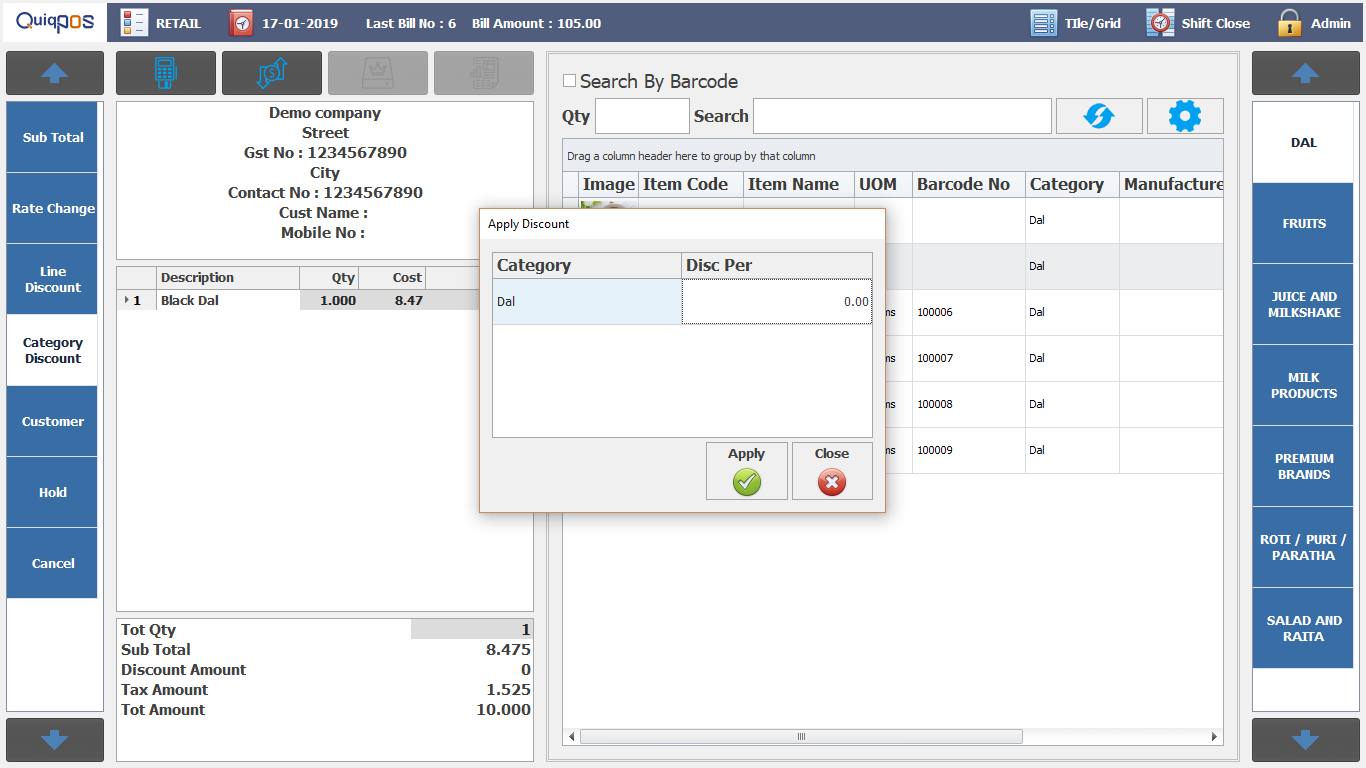 QuiqPOS
RETAIL
17-01-2019
Last Bill No : 6
Bill Amount : 105.00
TIle/Grid
Shift Close
Admin
Sub Total
Rate Change
Line
Discount
Category
Discount
Customer
Hold
Cancel
Demo company
Street
Gst No : 1234567890
City
Contact No : 1234567890
Cust Name :
Mobile No :
Description Qty Cost
1 Black Dal 1.000 8.47
Tot Qty 1
Sub Total 8.475
Discount Amount 0
Tax Amount 1.525
Tot Amount 10.000
Search By Barcode
Qty Search
Drag a column header here to group by that column
Image Item Code Item Name UOM Barcode No Category Manufacture
Dal
Dal
ms 100006 Dal
ms 100007 Dal
ms 100008 Dal
ms 100009 Dal
Apply Discount
Category Disc Per
Dal 0.00
Apply Close
DAL
FRUITS
JUICE AND
MILKSHAKE
MILK
PRODUCTS
PREMIUM
BRANDS
ROTI / PURI /
PARATHA
SALAD AND
RAITA